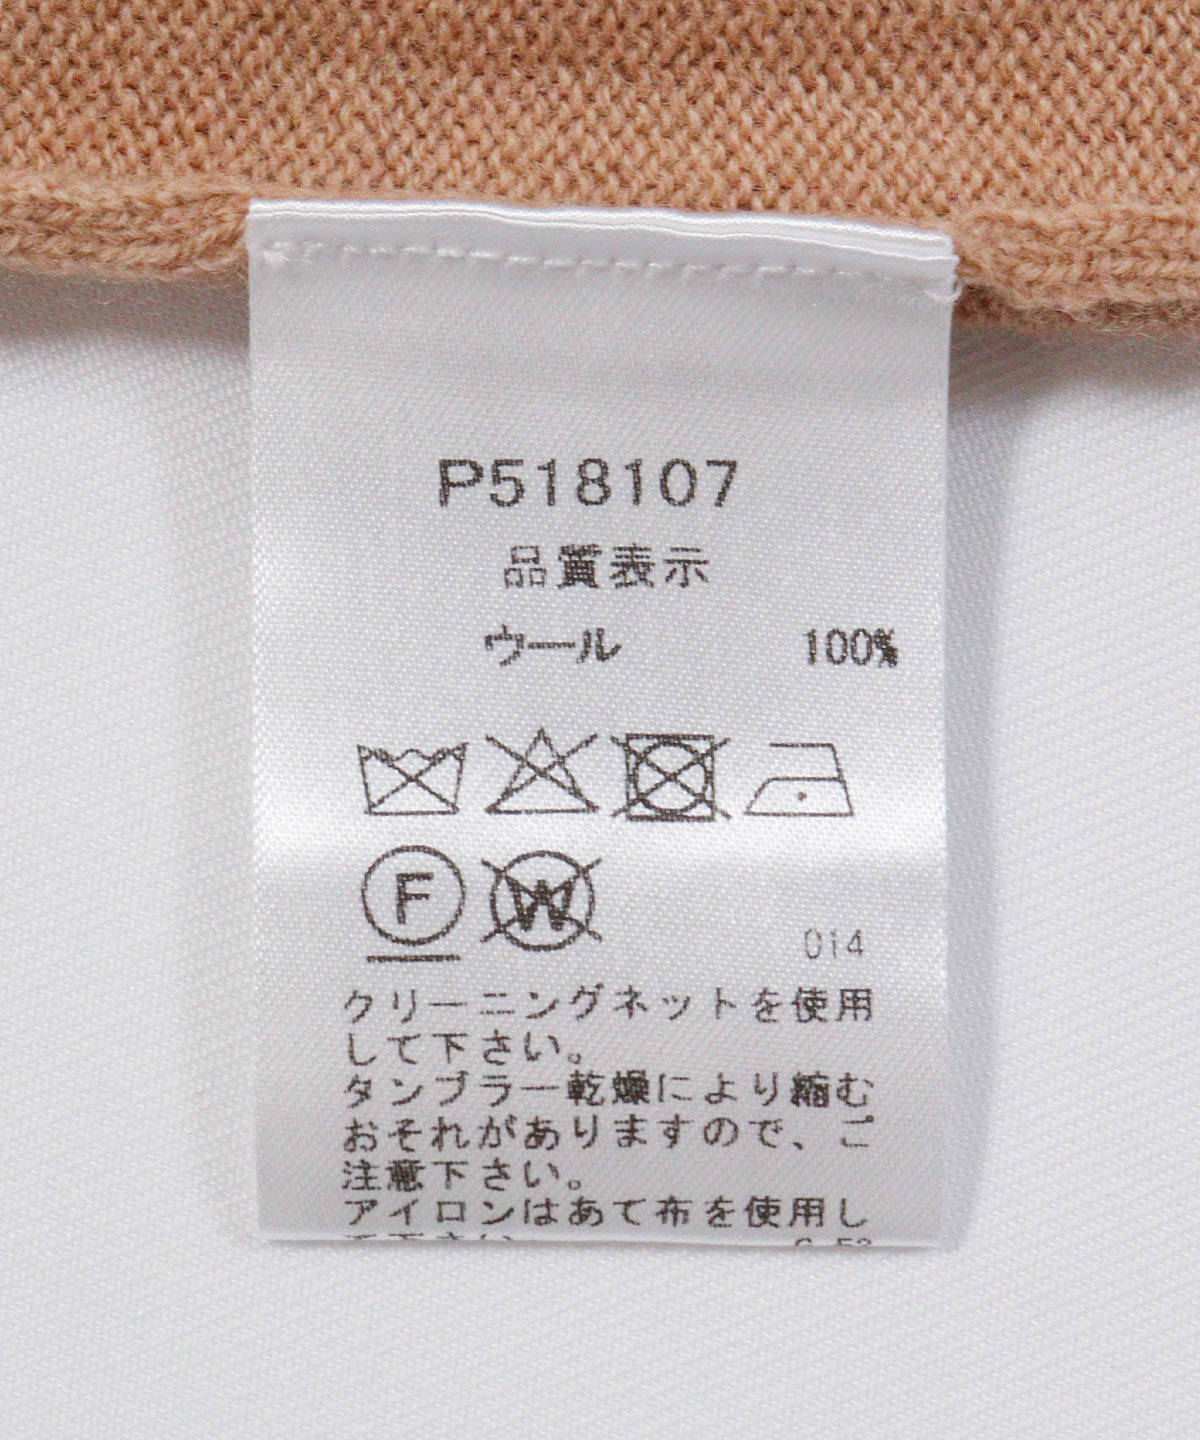 P518107
品質表示
ウール 100%
F W
014
クリーニングネットを使用
して下さい。
タンブラー乾燥により縮む
おそれがありますので、ご
注意下さい。
アイロンはあて布を使用し